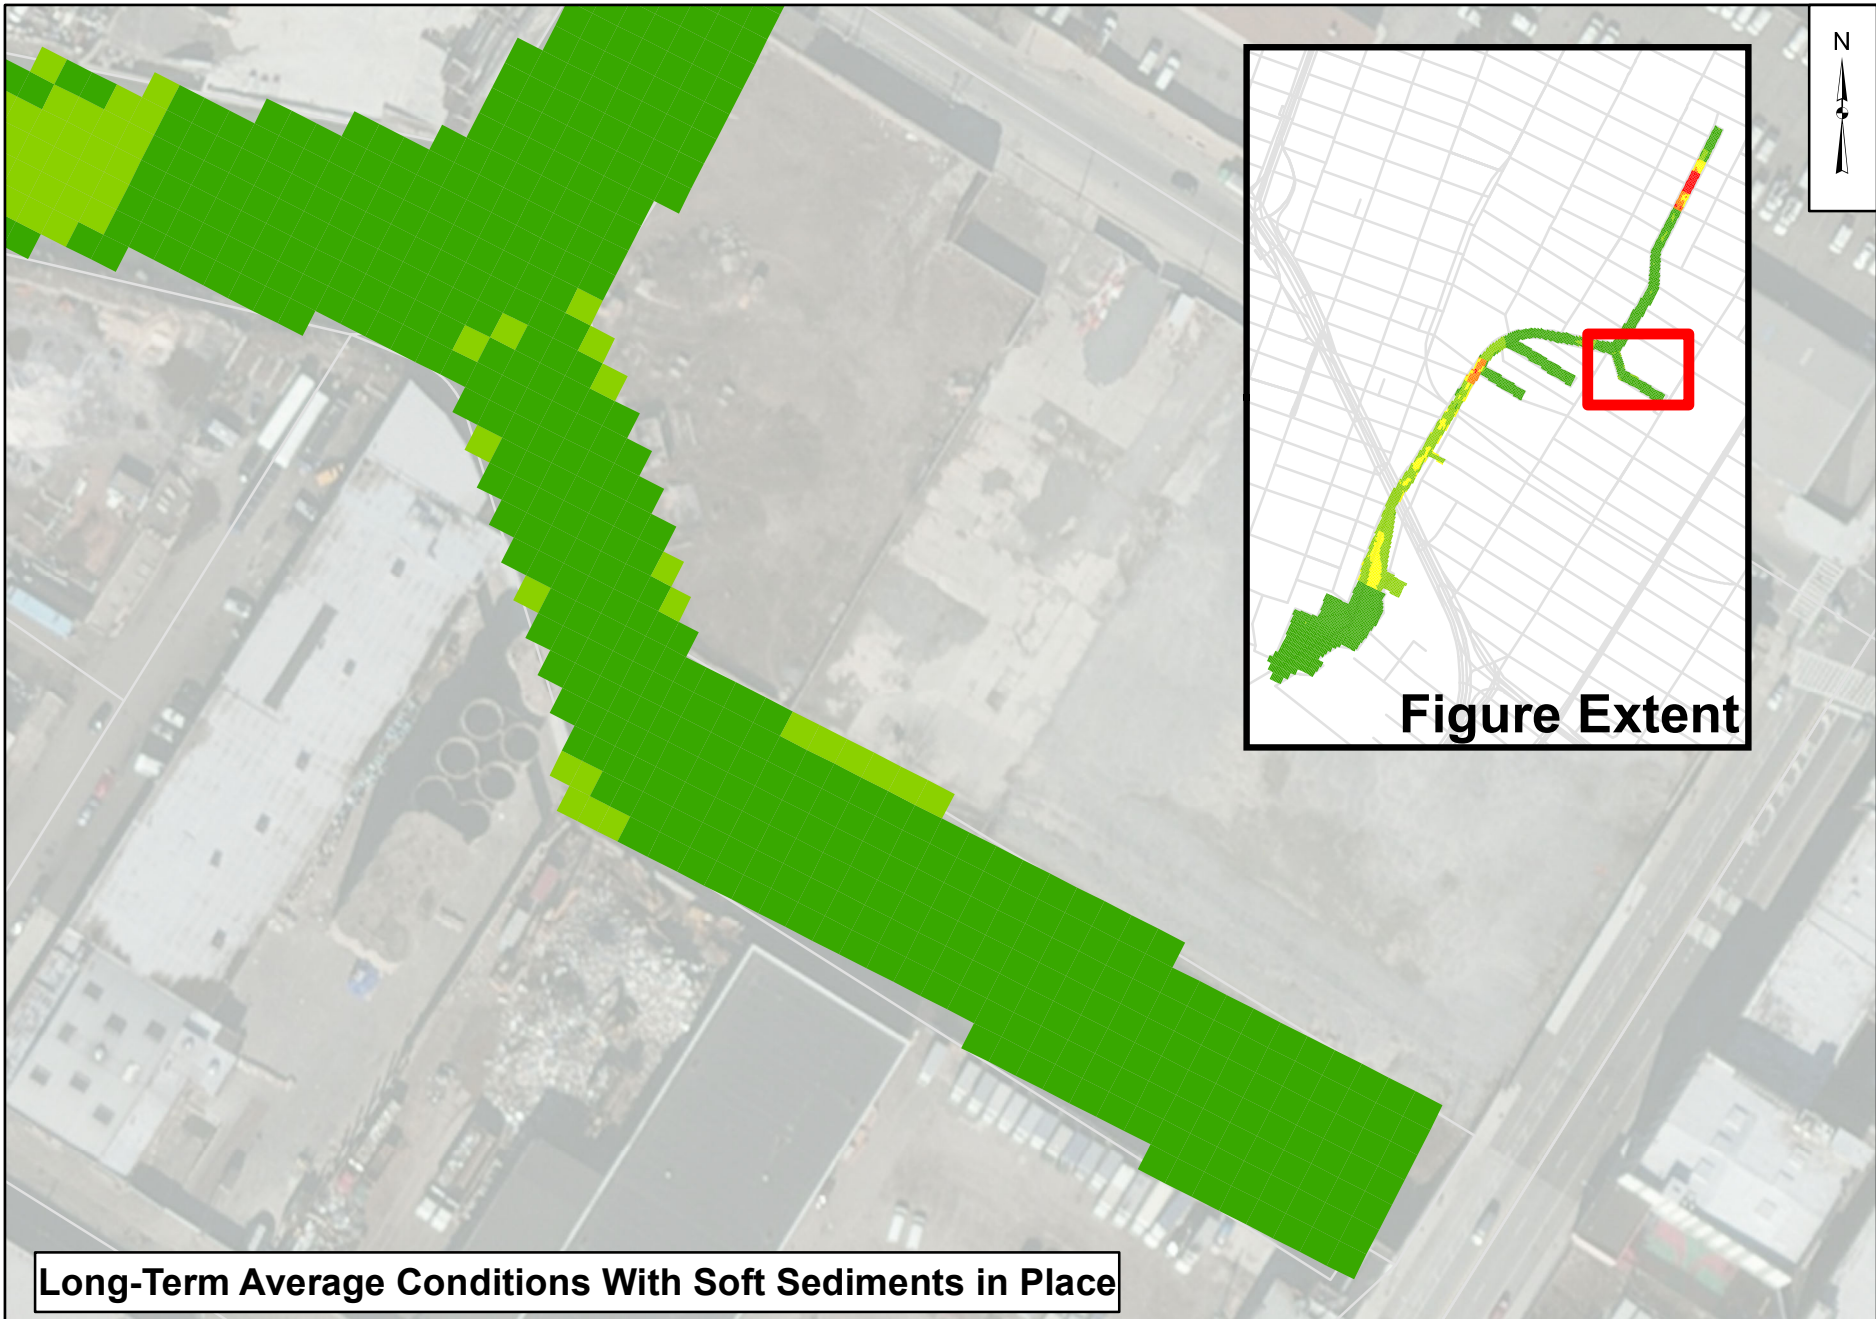 N
Figure Extent
Long-Term Average Conditions With Soft Sediments in Place